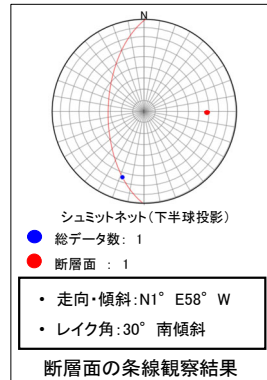 N
シュミットネット(下半球投影)
総データ数: 1
断層面 : 1
• 走向・傾斜:N1° E58° W
• レイク角:30° 南傾斜
断層面の条線観察結果